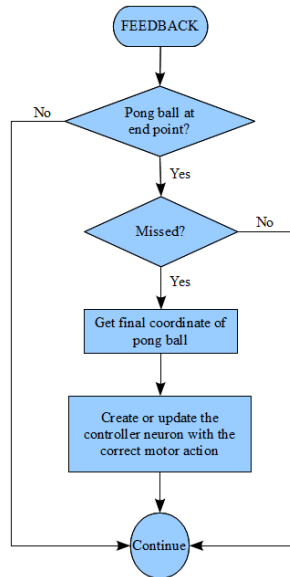 FEEDBACK
Pong ball at
end point?
No
Yes
Missed?
No
Yes
Get final coordinate of
pong ball
Create or update the
controller neuron with the
correct motor action
Continue